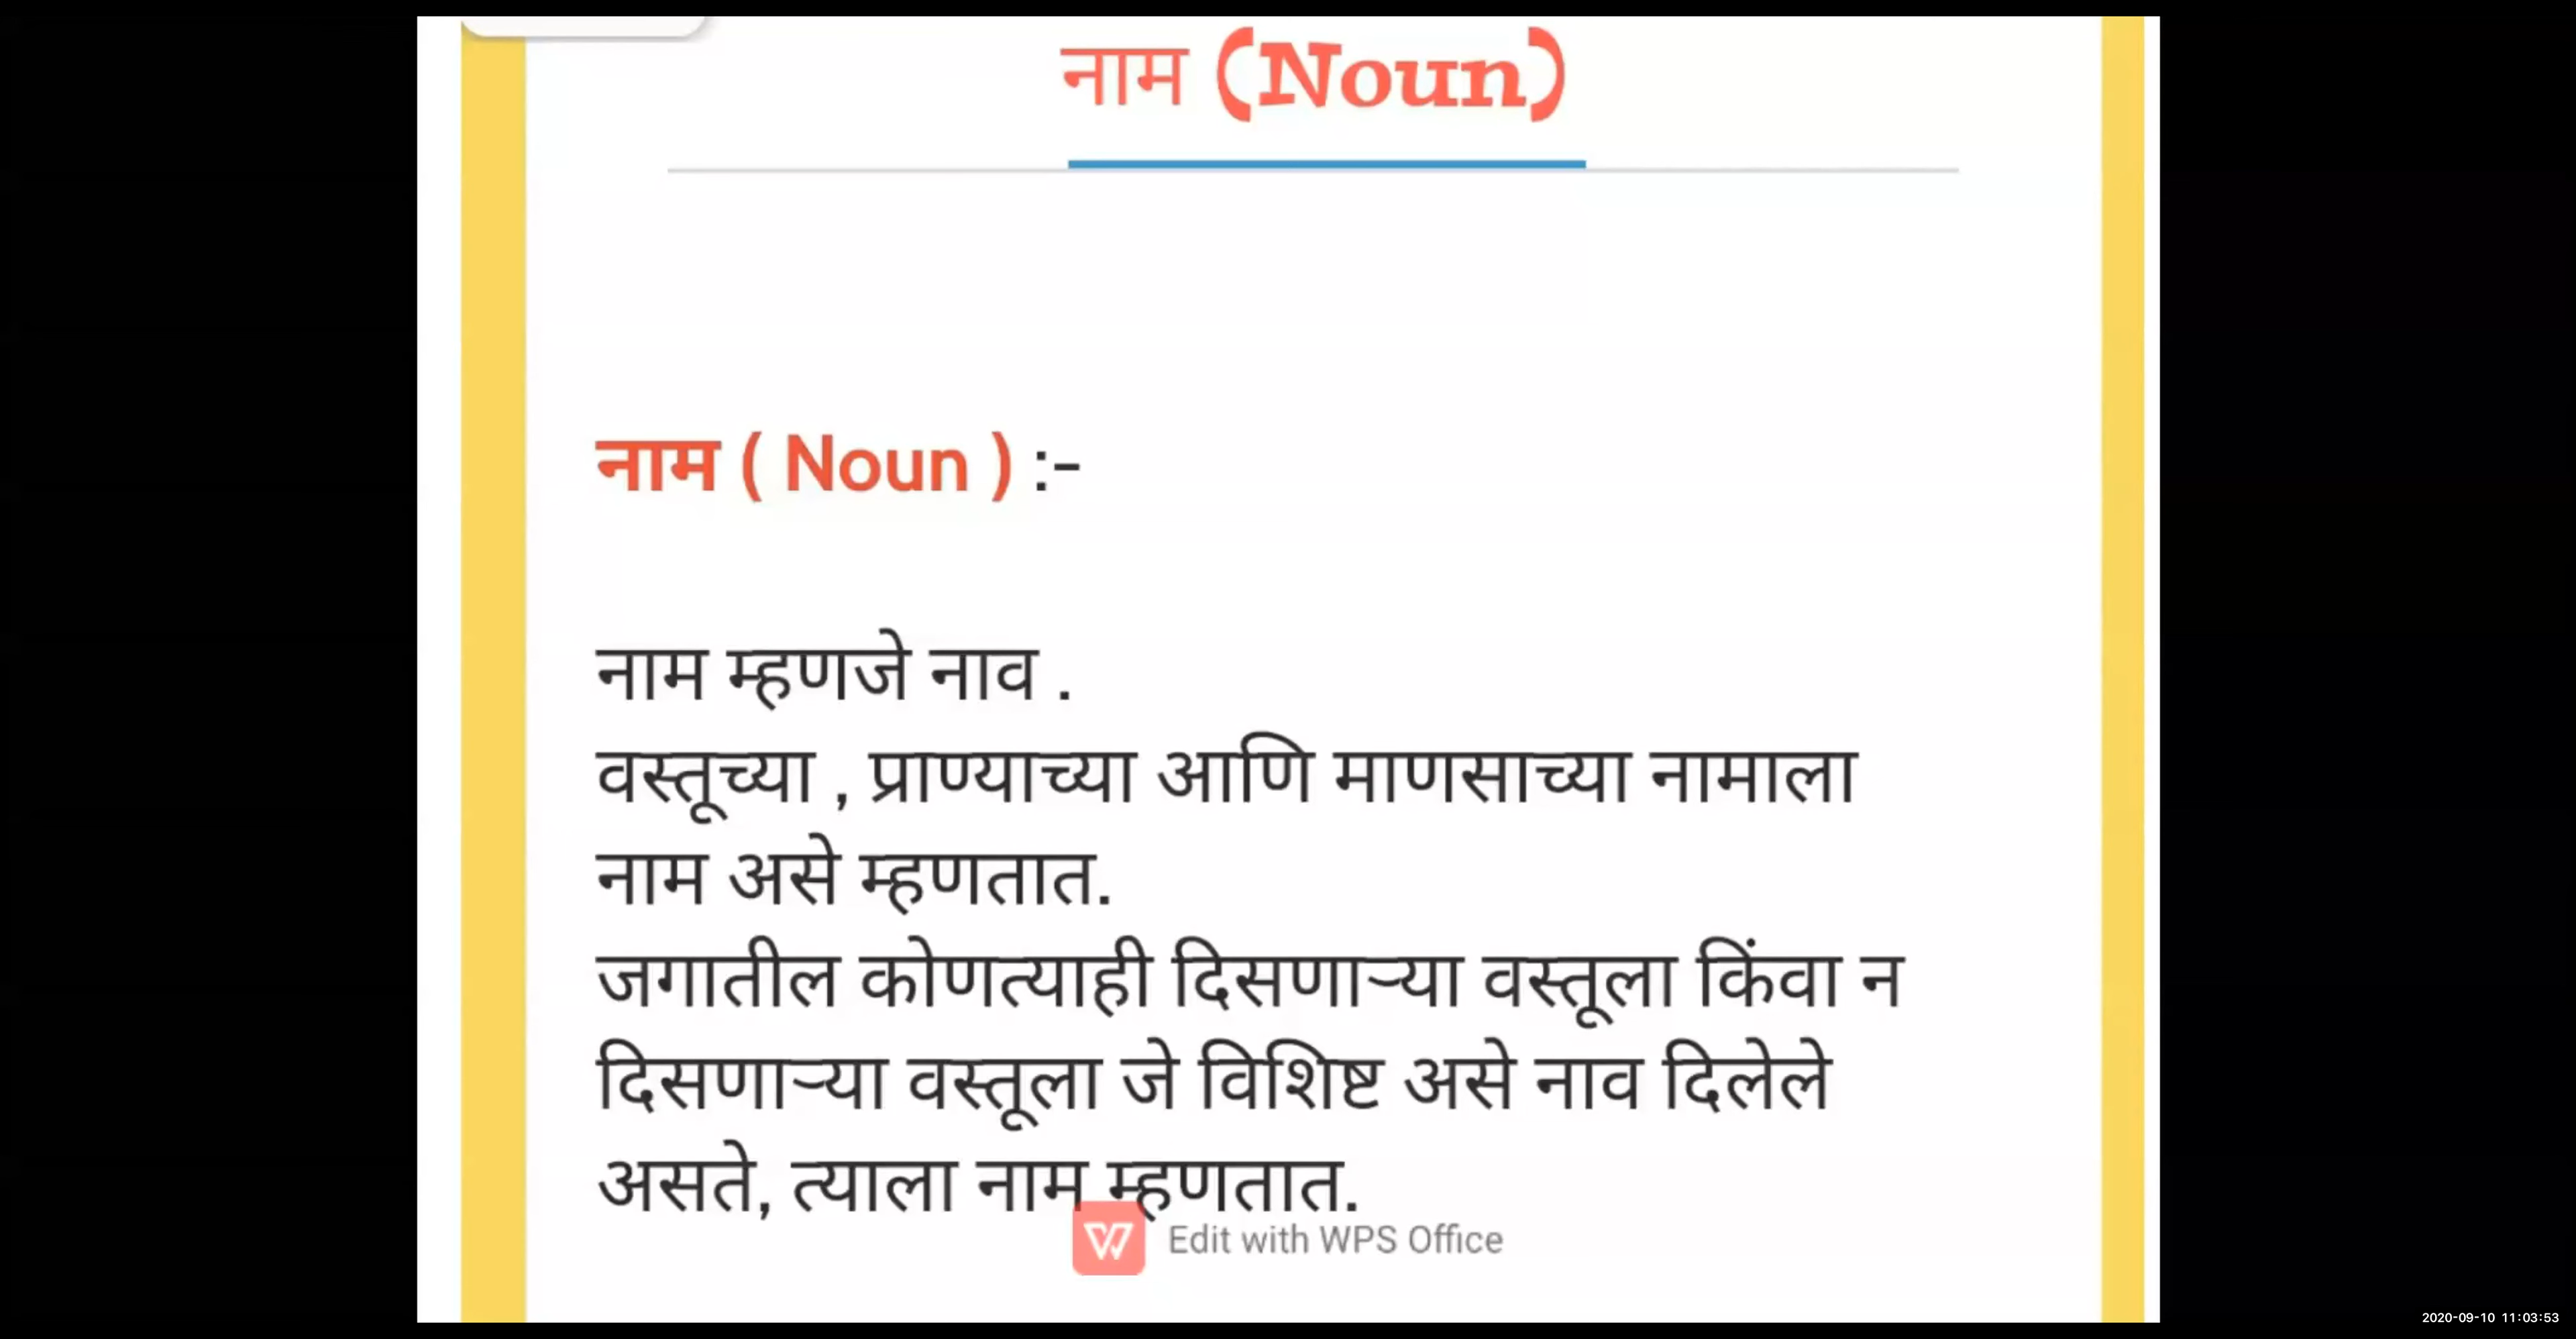 नाम (Noun)
नाम ( Noun ) :-
नाम म्हणजे नाव .
वस्तूच्या , प्राण्याच्या आणि माणसाच्या नामाला
नाम असे म्हणतात.
जगातील कोणत्याही दिसणाऱ्या वस्तूला किंवा न
दिसणाऱ्या वस्तूला जे विशिष्ट असे नाव दिलेले
असते, त्याला नाम म्हणतात.
Edit with WPS Office
2020-09-10 11:03:53